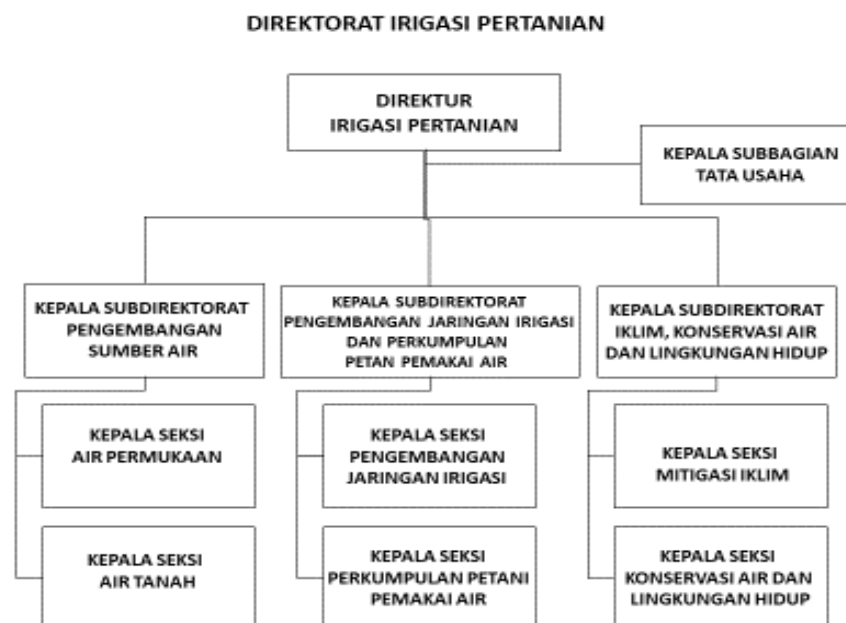 DIREKTORAT IRIGASI PERTANIAN
DIREKTUR
IRIGASI PERTANIAN
KEPALA SUBBAGIAN
TATA USAHA
KEPALA SUBDIREKTORAT
PENGEMBANGAN
SUMBER AIR
KEPALA SUBDIREKTORAT
PENGEMBANGAN JARINGAN IRIGASI
DAN PERKUMPULAN
PETAN PEMAKAI AIR
KEPALA SUBDIREKTORAT
IKLIM, KONSERVASI AIR
DAN LINGKUNGAN HIDUP
KEPALA SEKSI
AIR PERMUKAAN
KEPALA SEKSI
PENGEMBANGAN
JARINGAN IRIGASI
KEPALA SEKSI
MITIGASI IKLIM
KEPALA SEKSI
AIR TANAH
KEPALA SEKSI
PERKUMPULAN PETANI
PEMAKAI AIR
KEPALA SEKSI
KONSERVASI AIR DAN
LINGKUNGAN HIDUP